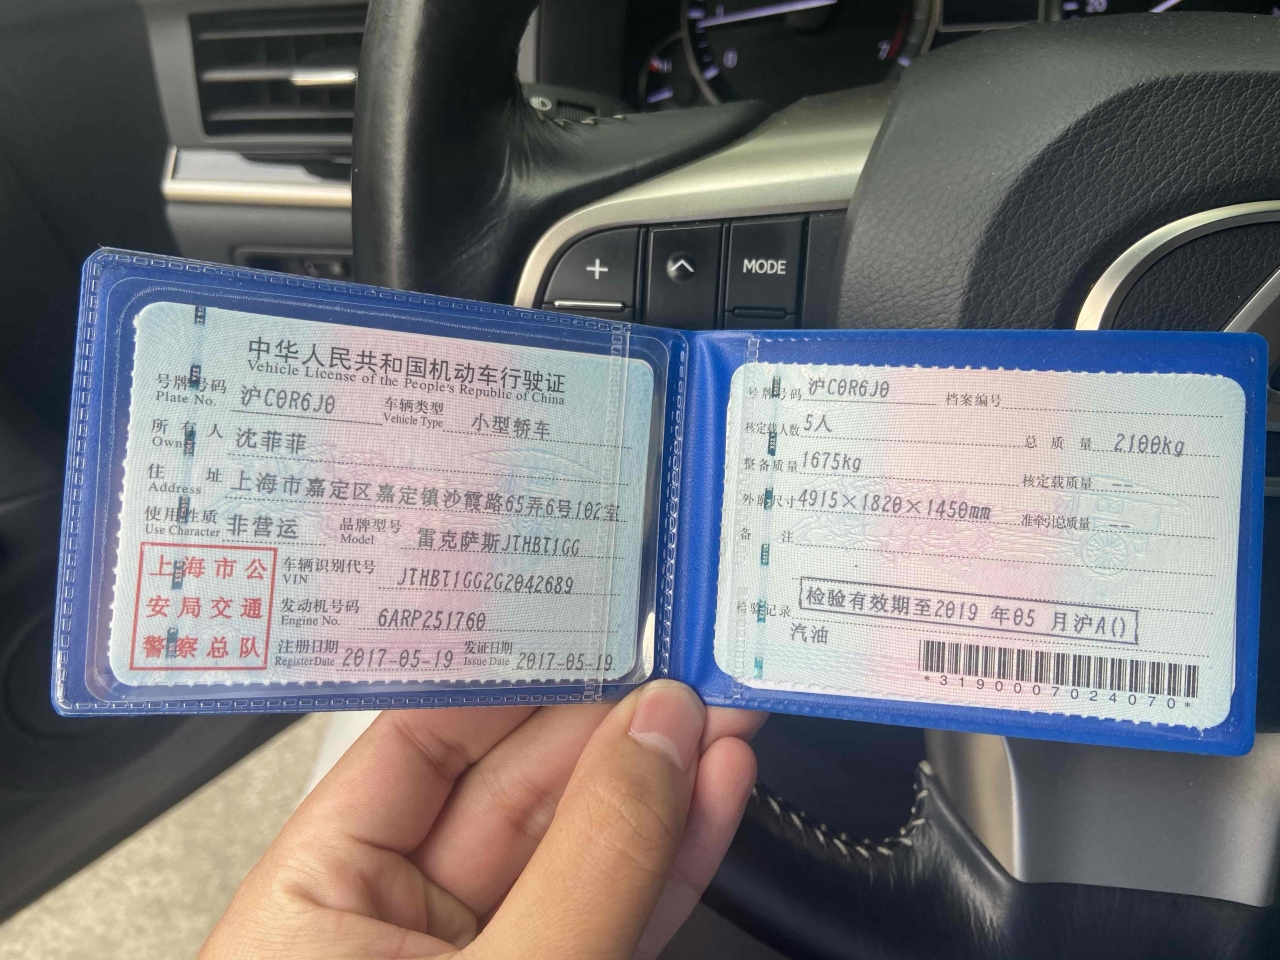 MODE
中华人民共和国机动车行驶证
Vehicle License of the People's Republic of China
号牌号码 沪C0R6J0 车辆类型 小型轿车
Plate No. Vehicle Type
所有人 沈菲菲
Owner
住址 上海市嘉定区嘉定镇沙霞路65弄6号102室
Address
使用性质 非营运 品牌型号 雷克萨斯JTHBT1GG
Use Character Model
上海市公
安局交通
警察总队
车辆识别代号 JTHBT1GG2G2042689
VIN
发动机号码 6ARP251760
Engine No.
注册日期 2017-05-19 发证日期 2017-05-19
Register Date Issue Date
号牌号码 沪C0R6J0 档案编号
核定载人数 5人 总质量 2100kg
整备质量 1675kg 核定载质量 --
外廓尺寸 4915×1820×1450mm 准牵引总质量 --
备注
检验记录 检验有效期至2019年05月沪A()
汽油
*3190007024070*